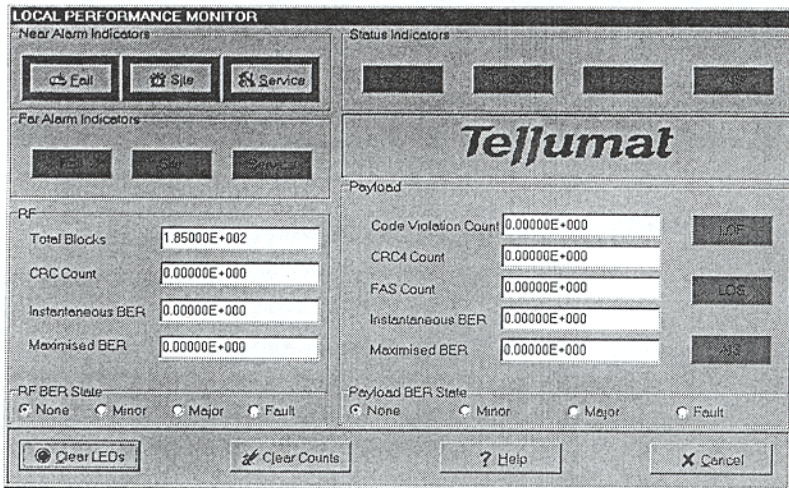 LOCAL PERFORMANCE MONITOR
Near Alarm Indicators
Fail
Site
Service
Status Indicators
Far Alarm Indicators
Fail
Site
Service
Tellumat
RF
Total Blocks 1.85000E+002
CRC Count 0.00000E+000
Instantaneous BER 0.00000E+000
Maximised BER 0.00000E+000
Payload
Code Violation Count 0.00000E+000
CRC4 Count 0.00000E+000
FAS Count 0.00000E+000
Instantaneous BER 0.00000E+000
Maximised BER 0.00000E+000
LOF
LOS
AIS
RF BER State
None Minor Major Fault
Payload BER State
None Minor Major Fault
Clear LEDs
Clear Counts
? Help
Cancel